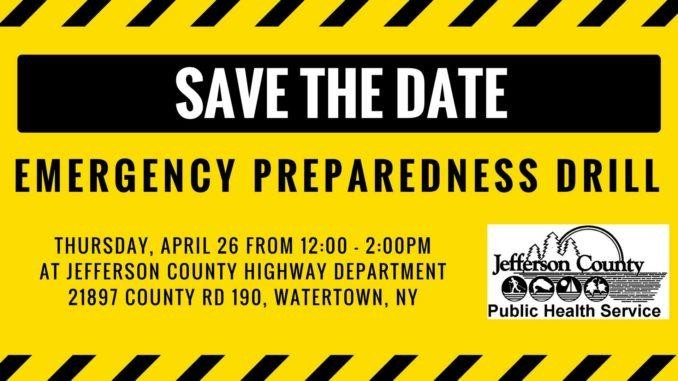 SAVE THE DATE
EMERGENCY PREPAREDNESS DRILL
THURSDAY, APRIL 26 FROM 12:00 - 2:00PM
AT JEFFERSON COUNTY HIGHWAY DEPARTMENT
21897 COUNTY RD 190, WATERTOWN, NY
Jefferson County
Public Health Service